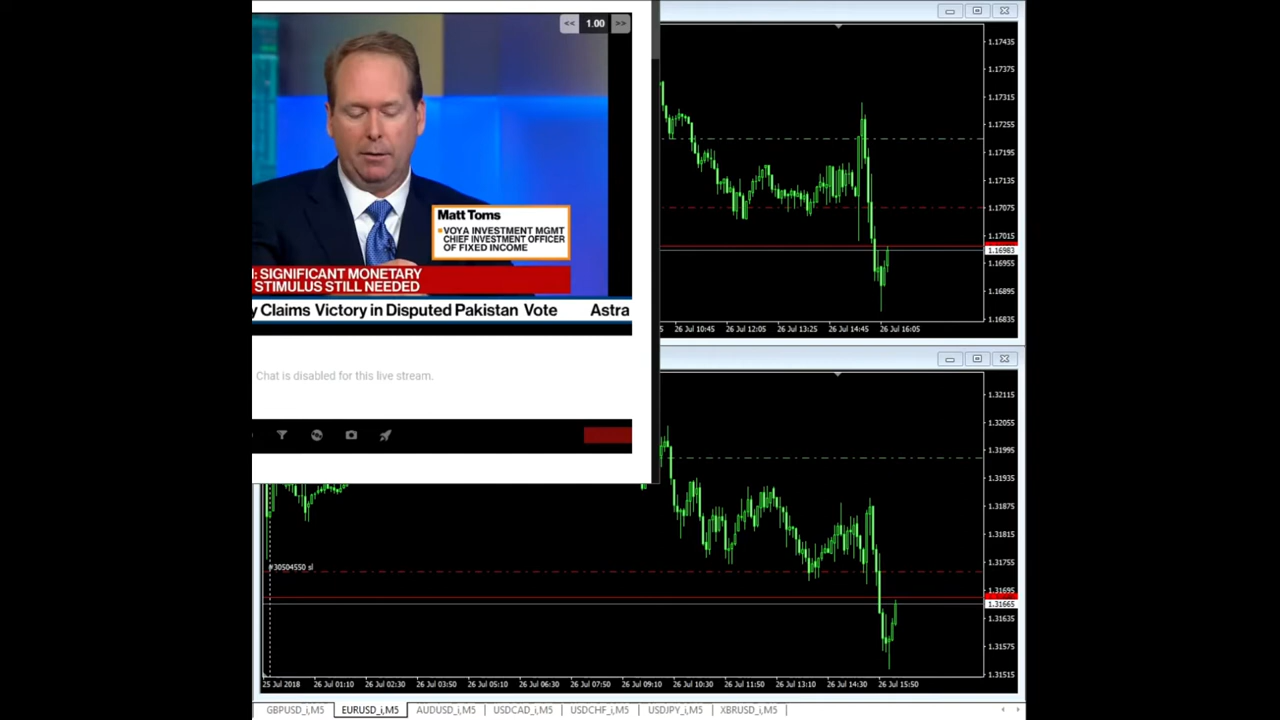 << 1.00 >>
Matt Toms
VOYA INVESTMENT MGMT
CHIEF INVESTMENT OFFICER
OF FIXED INCOME
: SIGNIFICANT MONETARY
STIMULUS STILL NEEDED
y Claims Victory in Disputed Pakistan Vote Astra
Chat is disabled for this live stream.
1.17435
1.17375
1.17315
1.17255
1.17195
1.17135
1.17075
1.17015
1.16983
1.16955
1.16895
1.16835
5 26 Jul 10:45 26 Jul 12:05 26 Jul 13:25 26 Jul 14:45 26 Jul 16:05
1.32115
1.32055
1.31995
1.31935
1.31875
1.31815
1.31755
1.31695
1.31665
1.31635
1.31575
1.31515
#30504550 sl
25 Jul 2018 26 Jul 01:10 26 Jul 02:30 26 Jul 03:50 26 Jul 05:10 26 Jul 06:30 26 Jul 07:50 26 Jul 09:10 26 Jul 10:30 26 Jul 11:50 26 Jul 13:10 26 Jul 14:30 26 Jul 15:50
GBPUSD_i,M5 EURUSD_i,M5 AUDUSD_i,M5 USDCAD_i,M5 USDCHF_i,M5 USDJPY_i,M5 XBRUSD_i,M5